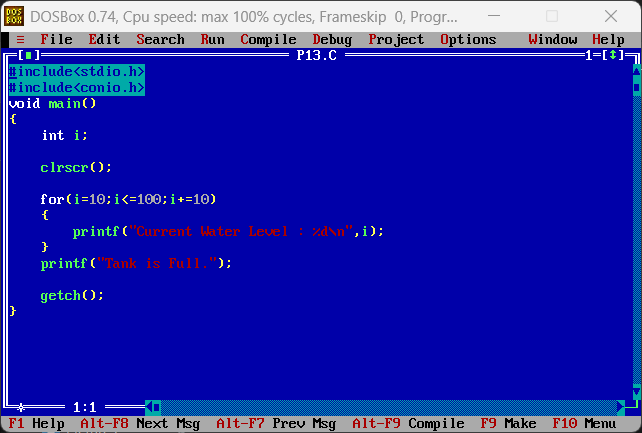 DOSBox 0.74, Cpu speed: max 100% cycles, Frameskip 0, Progr...
≡ File Edit Search Run Compile Debug Project Options Window Help
[■] P13.C 1=[↕]
#include<stdio.h>
#include<conio.h>
void main()
{
    int i;
    clrscr();
    for(i=10;i<=100;i+=10)
    {
        printf("Current Water Level : %d\n",i);
    }
    printf("Tank is Full.");
    getch();
}
1:1
F1 Help Alt-F8 Next Msg Alt-F7 Prev Msg Alt-F9 Compile F9 Make F10 Menu